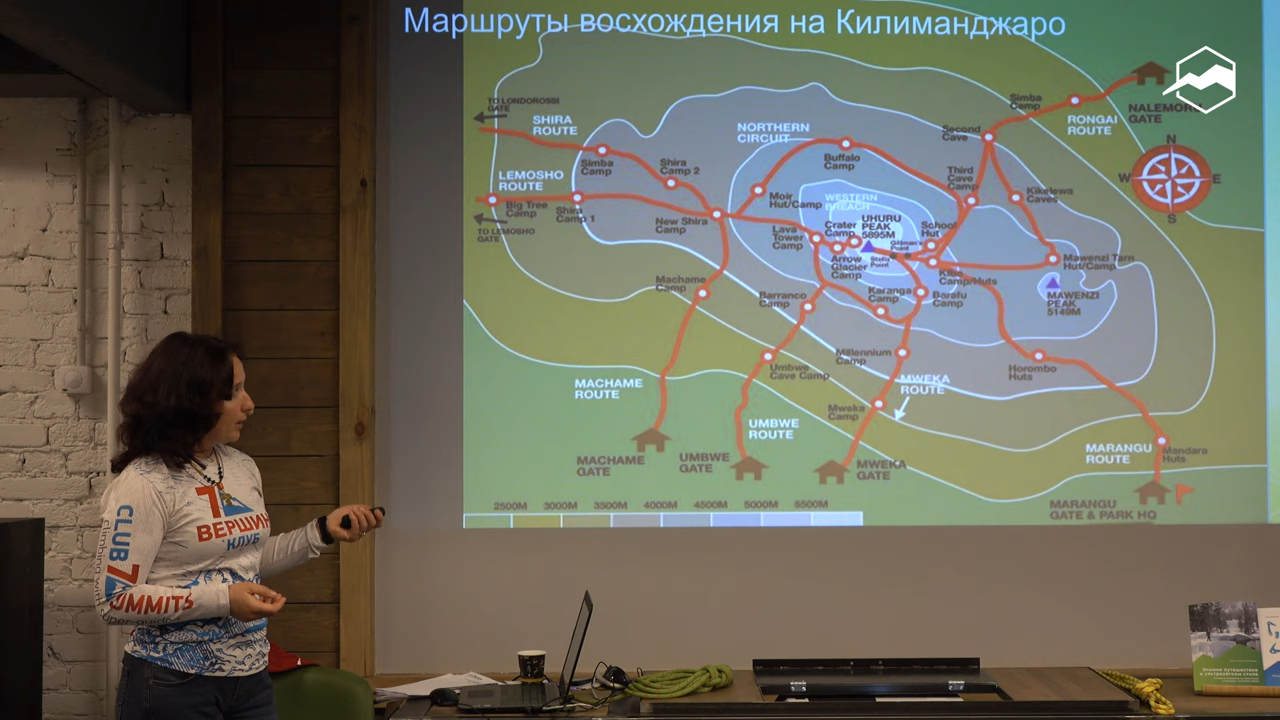 Маршруты восхождения на Килиманджаро
TO LONDOROSSI
GATE
SHIRA
ROUTE
LEMOSHO
ROUTE
Big Tree
Camp
TO LEMOSHO
GATE
Simba
Camp
Shira
Camp 1
Shira
Camp 2
New Shira
Camp
NORTHERN
CIRCUIT
Buffalo
Camp
Moir
Hut/Camp
WESTERN
BREACH
UHURU
PEAK
5895M
Crater
Camp
Lava
Tower
Camp
Arrow
Glacier
Camp
Stella
Point
Gilman's
Point
School
Hut
Second
Cave
Third
Cave
Camp
Simba
Camp
RONGAI
ROUTE
GATE
N
W
E
S
Kikelewa
Caves
Mawenzi Tarn
Hut/Camp
MAWENZI
PEAK
5149M
Kibo
Camp/Huts
Karanga
Camp
Barafu
Camp
Machame
Camp
Barranco
Camp
Umbwe
Cave Camp
Millennium
Camp
Mweka
Camp
MWEKA
ROUTE
Horombo
Huts
MACHAME
ROUTE
MACHAME
GATE
UMBWE
ROUTE
UMBWE
GATE
MWEKA
GATE
MARANGU
ROUTE
Mandara
Huts
MARANGU
GATE & PARK HQ
2500M 3000M 3500M 4000M 4500M 5000M 5500M
7
ВЕРШИН
КЛУБ
CLUB 7
UMMITS
climbing with